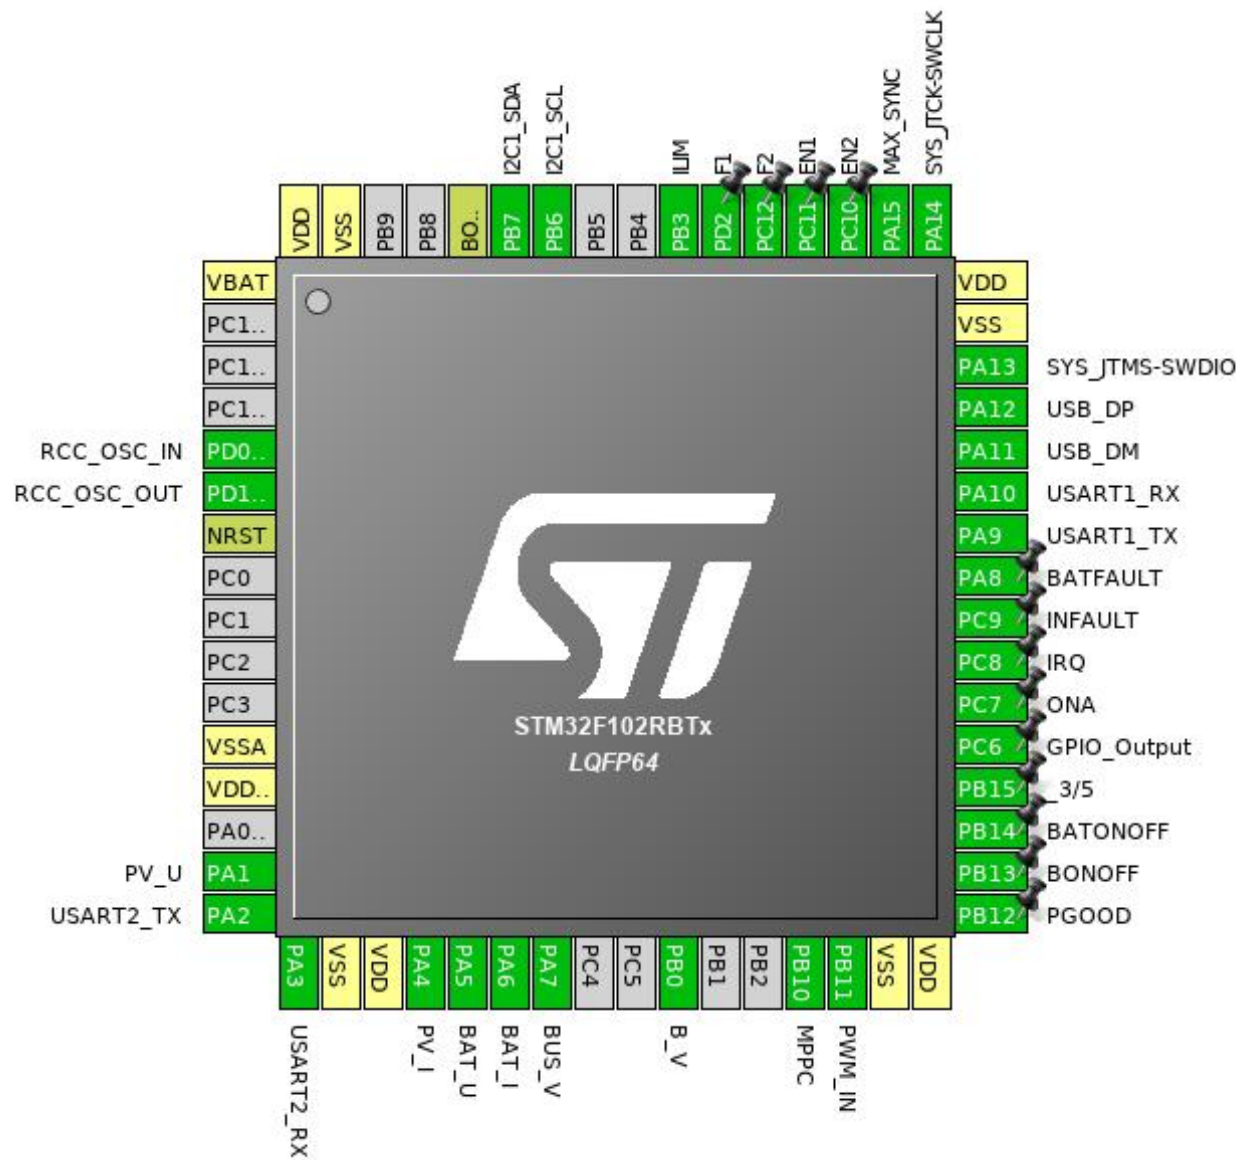 I2C1_SDA
I2C1_SCL
ILIM
F1
F2
EN1
EN2
MAX_SYNC
SYS_JTCK-SWCLK
VDD
VSS
PB9
PB8
BO..
PB7
PB6
PB5
PB4
PB3
PD2
PC12
PC11
PC10
PA15
PA14
VBAT
PC1..
PC1..
PC1..
RCC_OSC_IN PD0..
RCC_OSC_OUT PD1..
NRST
PC0
PC1
PC2
PC3
VSSA
VDD..
PA0..
PV_U PA1
USART2_TX PA2
STM32F102RBTx
LQFP64
VDD
VSS
PA13 SYS_JTMS-SWDIO
PA12 USB_DP
PA11 USB_DM
PA10 USART1_RX
PA9 USART1_TX
PA8 BATFAULT
PC9 INFAULT
PC8 IRQ
PC7 ONA
PC6 GPIO_Output
PB15 _3/5
PB14 BATONOFF
PB13 BONOFF
PB12 PGOOD
PA3
VSS
VDD
PA4
PA5
PA6
PA7
PC4
PC5
PB0
PB1
PB2
PB10
PB11
VSS
VDD
USART2_RX
PV_I
BAT_U
BAT_I
BUS_V
B_V
MPPC
PWM_IN